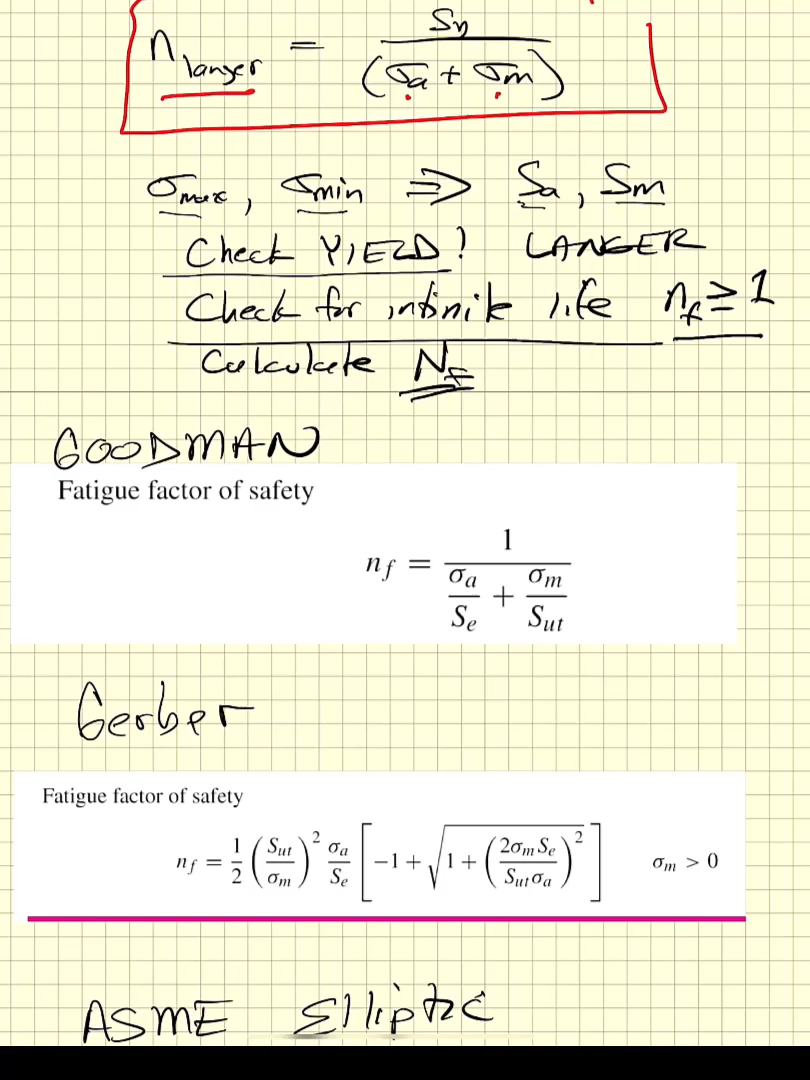 n langer = Sy / (σa + σm)
σmax, σmin ⇒ Sa, Sm
Check YIELD! LANGER
Check for infinite life nf ≥ 1
Calculate Nf
GOODMAN
Fatigue factor of safety
nf = 1 / (σa/Se + σm/Sut)
Gerber
Fatigue factor of safety
nf = 1/2 (Sut/σm)² σa/Se [−1 + √(1 + (2σmSe/Sutσa)²)] σm > 0
ASME Elliptic